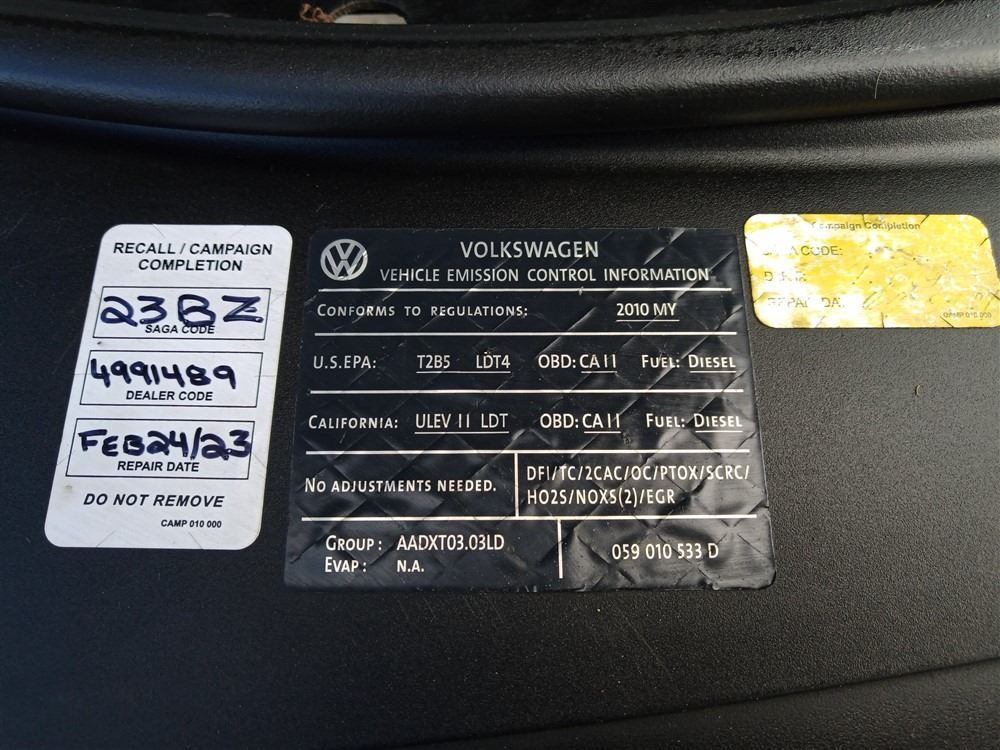 RECALL / CAMPAIGN
COMPLETION
23BZ
SAGA CODE
4991489
DEALER CODE
FEB24/23
REPAIR DATE
DO NOT REMOVE
CAMP 010 000
VOLKSWAGEN
VEHICLE EMISSION CONTROL INFORMATION
CONFORMS TO REGULATIONS: 2010 MY
U.S.EPA: T2B5 LDT4 OBD: CA II FUEL: DIESEL
CALIFORNIA: ULEV II LDT OBD: CA II FUEL: DIESEL
NO ADJUSTMENTS NEEDED.
DFI/TC/2CAC/OC/PTOX/SCRC/
HO2S/NOXS(2)/EGR
GROUP: AADXT03.03LD
EVAP: N.A.
059 010 533 D
Campaign Completion
CODE:
CAMP 010 000